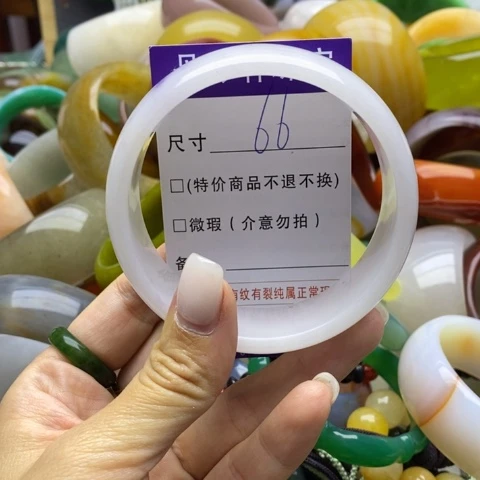 尺寸 66
□(特价商品不退不换)
□微瑕(介意勿拍)
备
纹有裂纯属正常现